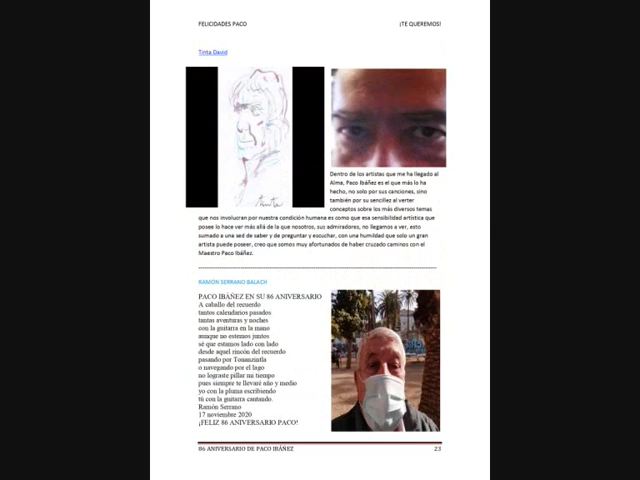 FELICIDADES PACO
¡TE QUEREMOS!
Tinta David
Dentro de los artistas que me ha llegado al
Alma, Paco Ibáñez es el que más lo ha
hecho, no solo por sus canciones, sino
también por su sencillez al verter
conceptos sobre los más diversos temas
que nos involucran por nuestra condición humana es como que esa sensibilidad artística que
posee lo hace ver más allá de la que nosotros, sus admiradores, no llegamos a ver, esto
sumado a una sed de saber y de preguntar y escuchar, con una humildad que solo un gran
artista puede poseer, creo que somos muy afortunados de haber cruzado caminos con el
Maestro Paco Ibáñez.
RAMÓN SERRANO BALACH
PACO IBÁÑEZ EN SU 86 ANIVERSARIO
A caballo del recuerdo
tantos calendarios pasados
tantas aventuras y noches
con la guitarra en la mano
aunque no estemos juntos
sé que estamos lado con lado
desde aquel rincón del recuerdo
pasando por Tonanzintla
o navegando por el lago
no lograste pillar mi tiempo
pues siempre te llevaré año y medio
yo con la pluma escribiendo
tú con la guitarra cantando.
Ramón Serrano
17 noviembre 2020
¡FELIZ 86 ANIVERSARIO PACO!
86 ANIVERSARIO DE PACO IBÁÑEZ
23